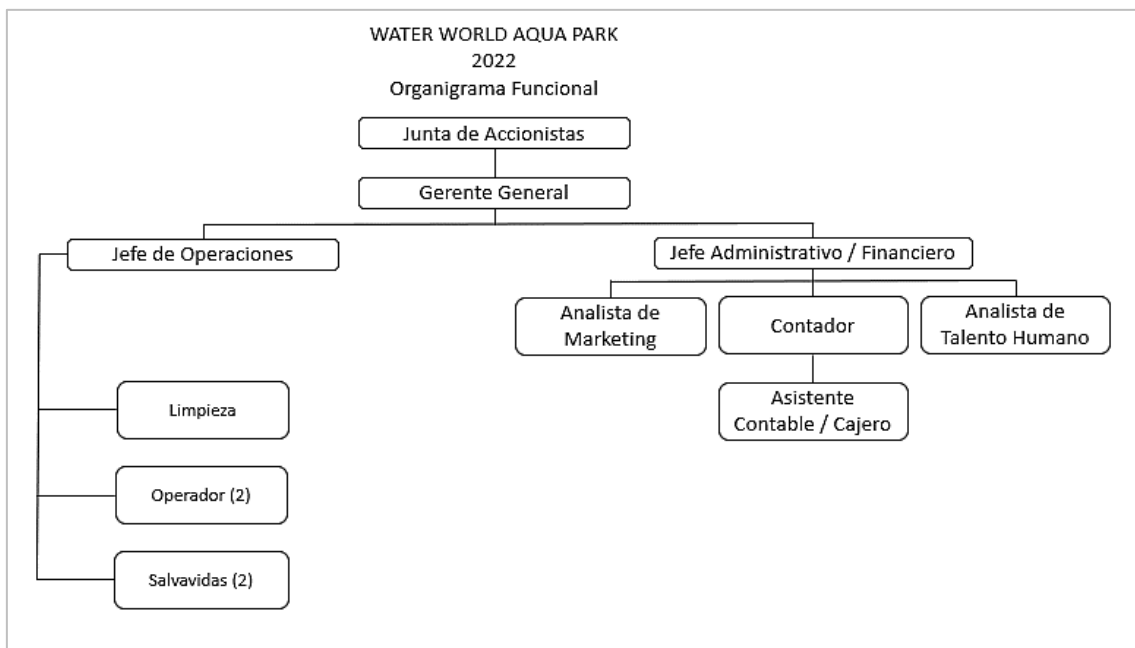 WATER WORLD AQUA PARK
2022
Organigrama Funcional
Junta de Accionistas
Gerente General
Jefe de Operaciones
Jefe Administrativo / Financiero
Analista de
Marketing
Contador
Analista de
Talento Humano
Asistente
Contable / Cajero
Limpieza
Operador (2)
Salvavidas (2)